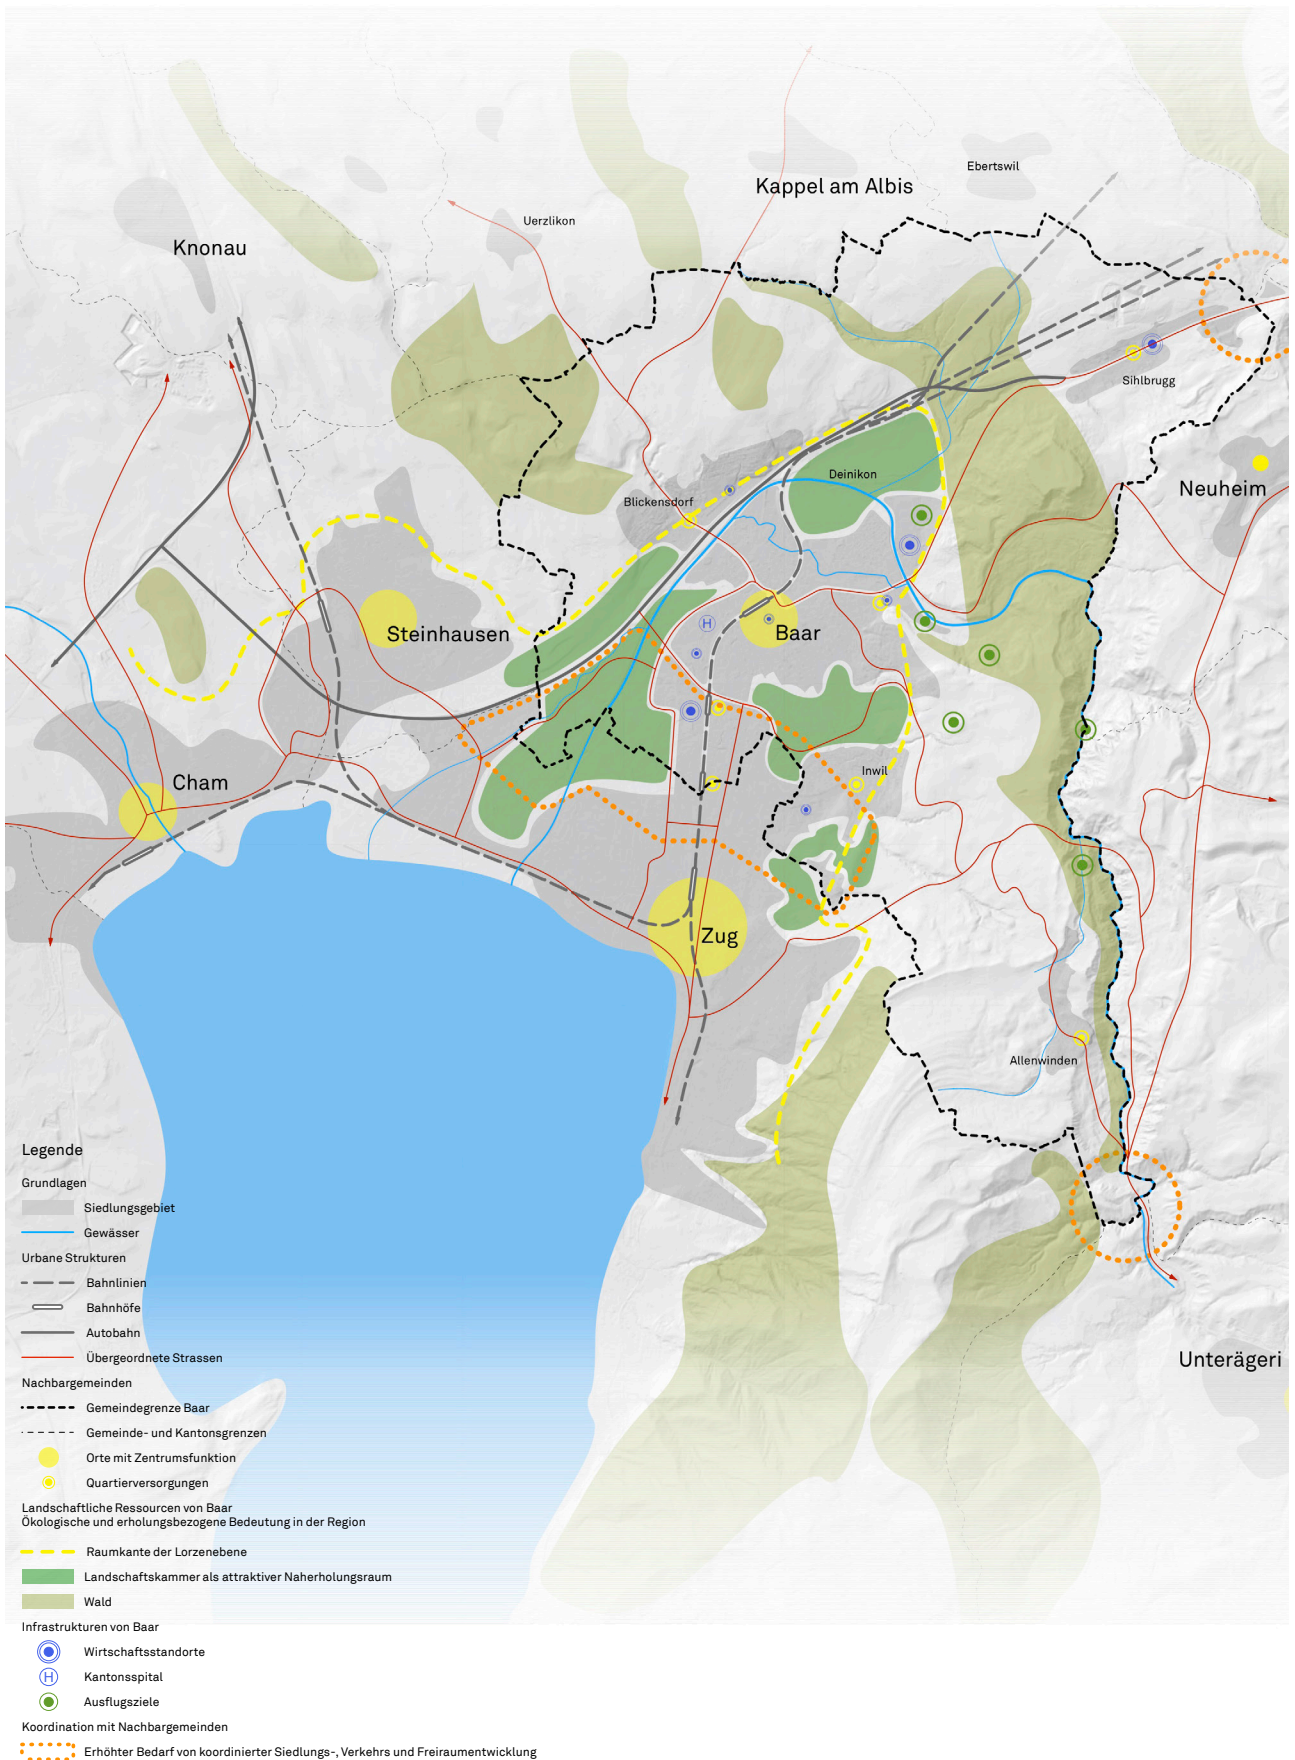 Ebertswil
Kappel am Albis
Uerzlikon
Knonau
Sihlbrugg
Deinikon
Neuheim
Blickensdorf
H
Baar
Steinhausen
Inwil
Cham
Zug
Allenwinden
Unterägeri
Legende
Grundlagen
Siedlungsgebiet
Gewässer
Urbane Strukturen
Bahnlinien
Bahnhöfe
Autobahn
Übergeordnete Strassen
Nachbargemeinden
Gemeindegrenze Baar
Gemeinde- und Kantonsgrenzen
Orte mit Zentrumsfunktion
Quartierversorgungen
Landschaftliche Ressourcen von Baar
Ökologische und erholungsbezogene Bedeutung in der Region
Raumkante der Lorzenebene
Landschaftskammer als attraktiver Naherholungsraum
Wald
Infrastrukturen von Baar
Wirtschaftsstandorte
H Kantonsspital
Ausflugsziele
Koordination mit Nachbargemeinden
Erhöhter Bedarf von koordinierter Siedlungs-, Verkehrs und Freiraumentwicklung